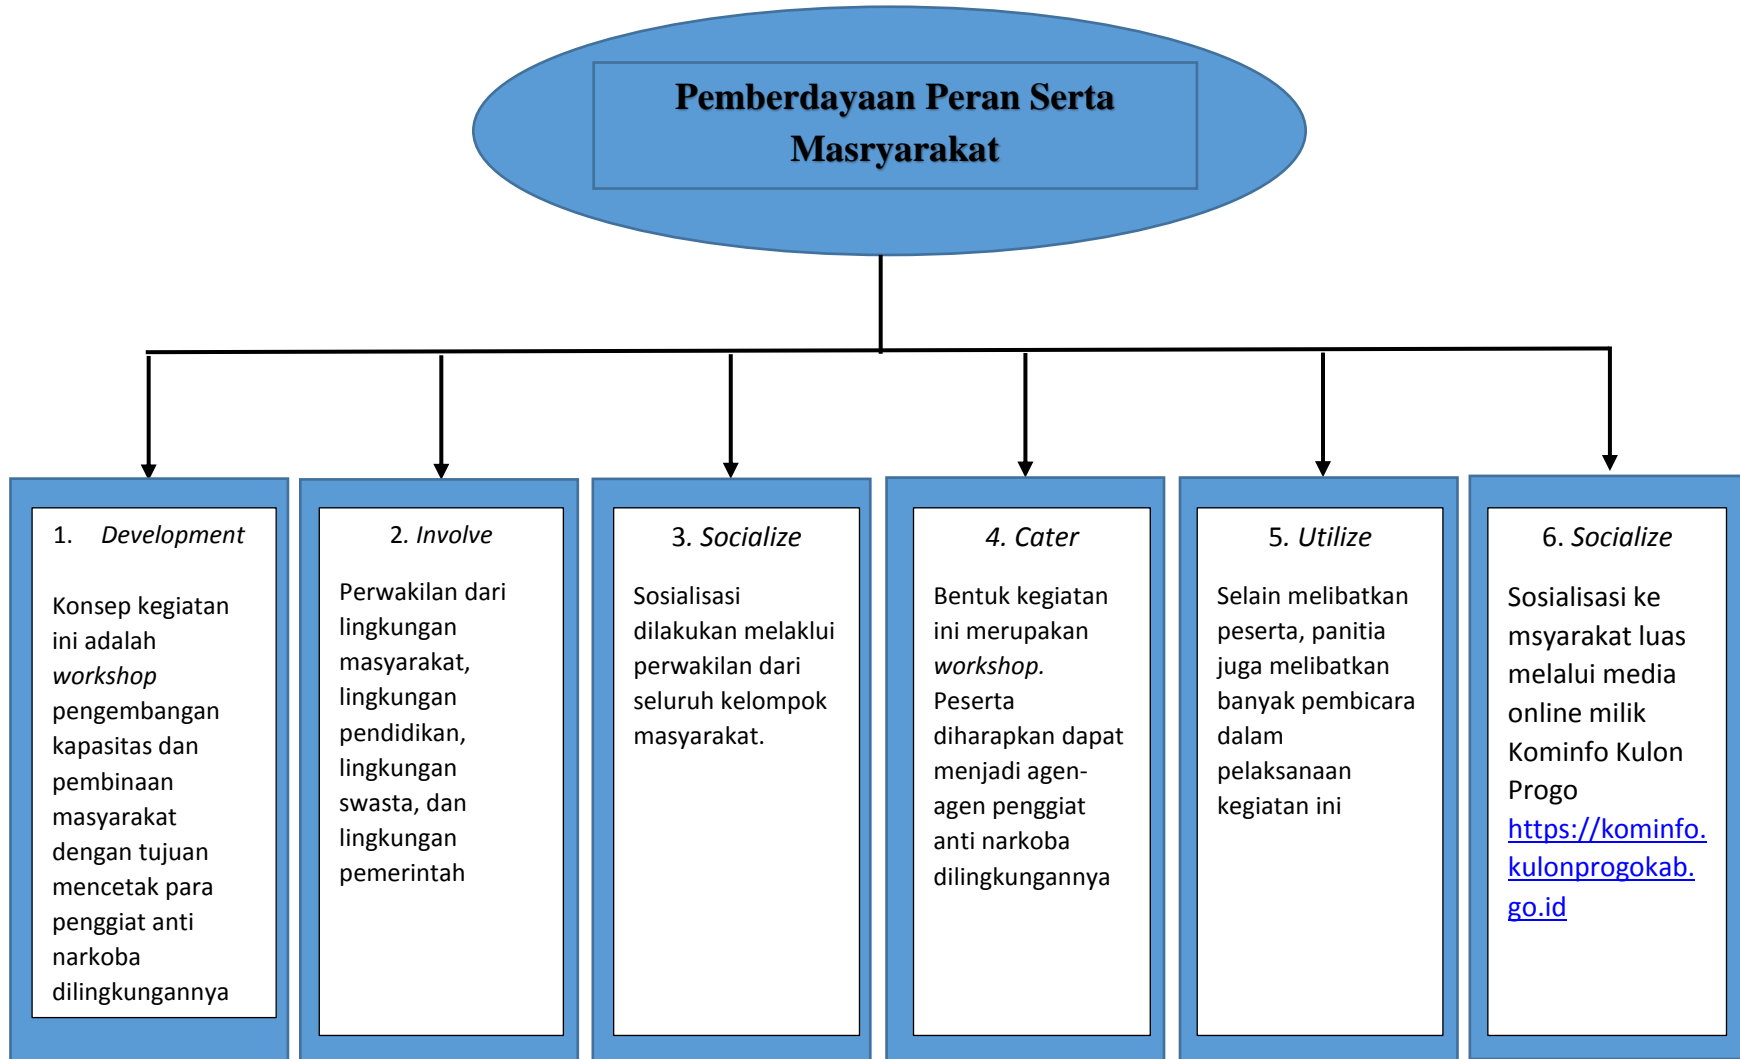 Pemberdayaan Peran Serta
Masryarakat
1. Development
Konsep kegiatan
ini adalah
workshop
pengembangan
kapasitas dan
pembinaan
masyarakat
dengan tujuan
mencetak para
penggiat anti
narkoba
dilingkungannya
2. Involve
Perwakilan dari
lingkungan
masyarakat,
lingkungan
pendidikan,
lingkungan
swasta, dan
lingkungan
pemerintah
3. Socialize
Sosialisasi
dilakukan melaklui
perwakilan dari
seluruh kelompok
masyarakat.
4. Cater
Bentuk kegiatan
ini merupakan
workshop.
Peserta
diharapkan dapat
menjadi agen-
agen penggiat
anti narkoba
dilingkungannya
5. Utilize
Selain melibatkan
peserta, panitia
juga melibatkan
banyak pembicara
dalam
pelaksanaan
kegiatan ini
6. Socialize
Sosialisasi ke
msyarakat luas
melalui media
online milik
Kominfo Kulon
Progo
https://kominfo.
kulonprogokab.
go.id